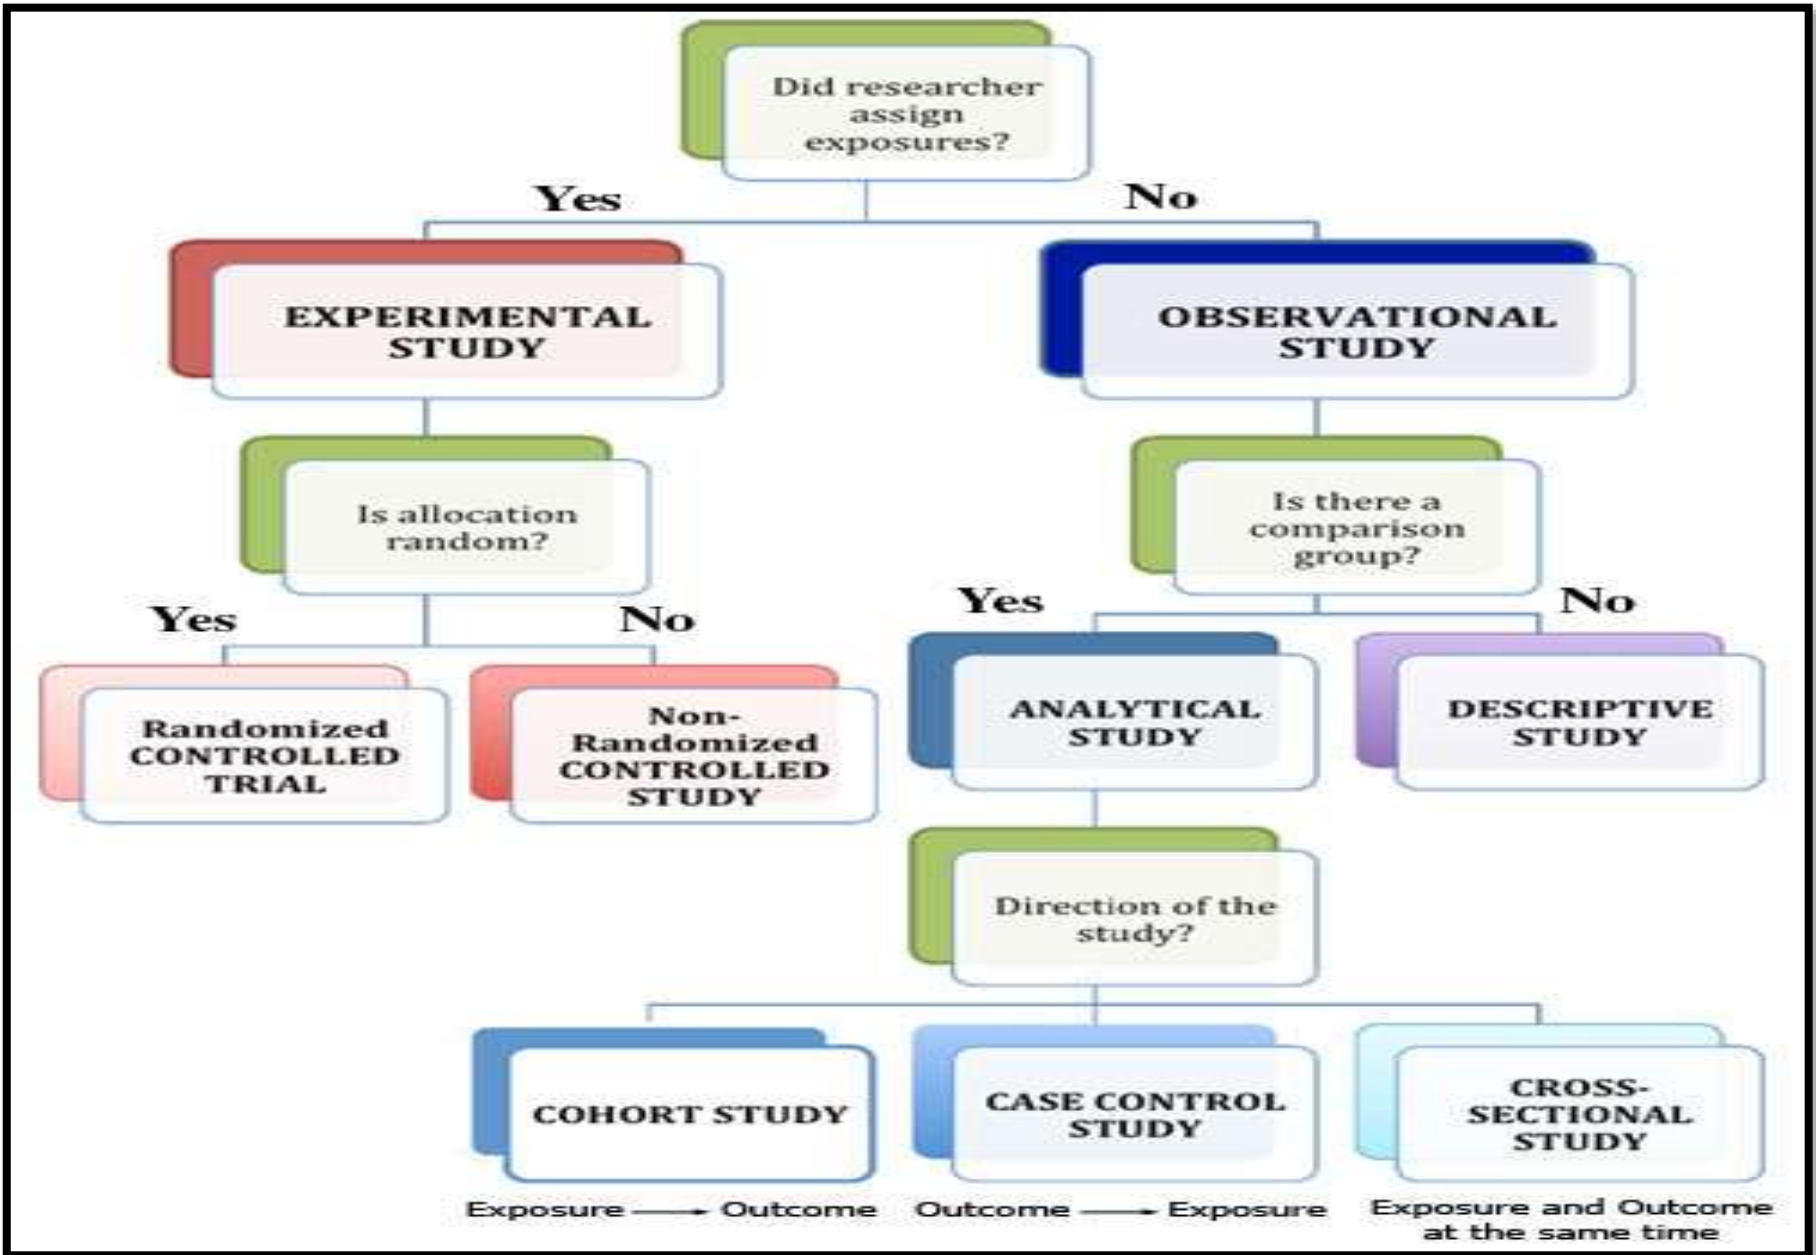 Did researcher
assign
exposures?
Yes
No
EXPERIMENTAL
STUDY
OBSERVATIONAL
STUDY
Is allocation
random?
Is there a
comparison
group?
Yes
No
Yes
No
Randomized
CONTROLLED
TRIAL
Non-
Randomized
CONTROLLED
STUDY
ANALYTICAL
STUDY
DESCRIPTIVE
STUDY
Direction of the
study?
COHORT STUDY
CASE CONTROL
STUDY
CROSS-
SECTIONAL
STUDY
Exposure → Outcome
Outcome → Exposure
Exposure and Outcome
at the same time